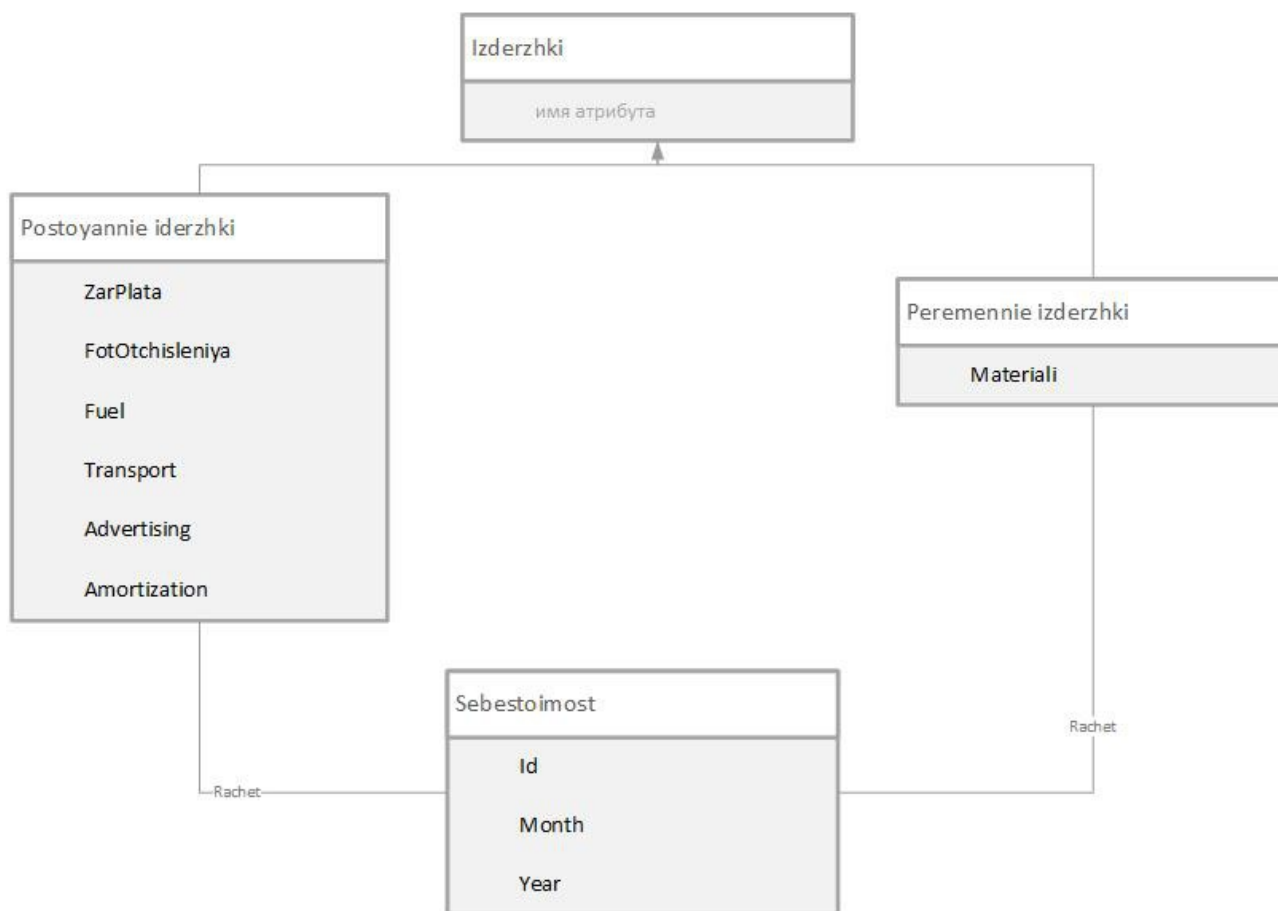 Izderzhki
имя атрибута
Postoyannie iderzhki
ZarPlata
FotOtchisleniya
Fuel
Transport
Advertising
Amortization
Peremennie izderzhki
Materiali
Rachet
Rachet
Sebestoimost
Id
Month
Year